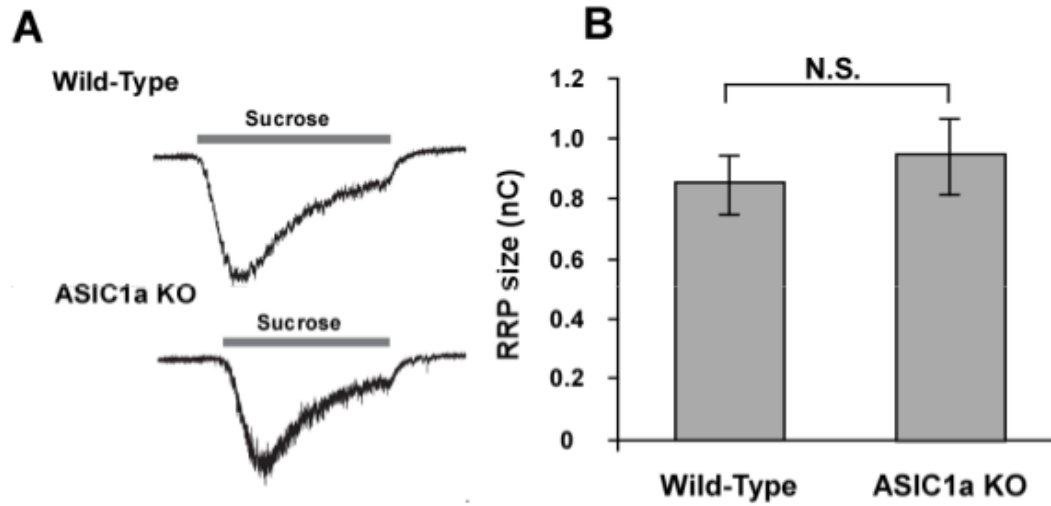 A
Wild-Type
Sucrose
ASIC1a KO
Sucrose
B
N.S.
RRP size (nC)
1.2
1.0
0.8
0.6
0.4
0.2
0
Wild-Type
ASIC1a KO